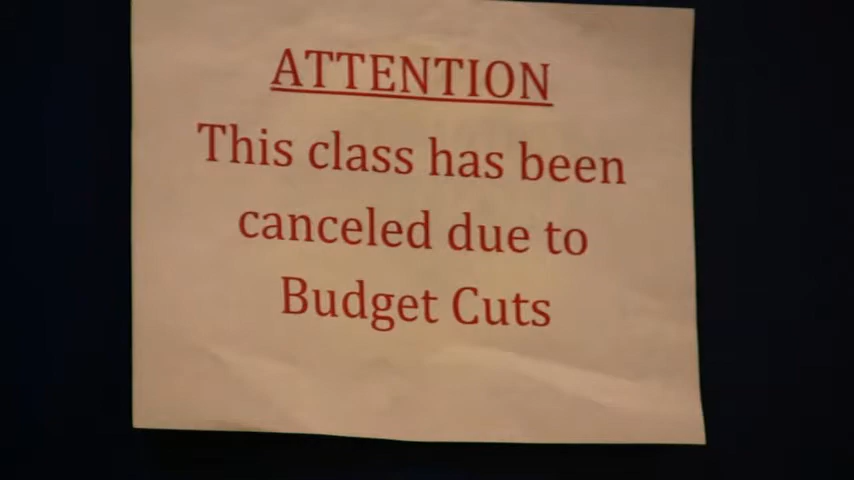 ATTENTION
This class has been
canceled due to
Budget Cuts